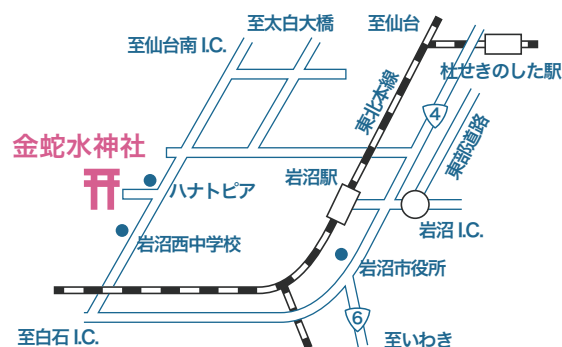 至太白大橋
至仙台
至仙台南 I.C.
杜せきのした駅
東北本線
4
東部道路
金蛇水神社
岩沼駅
ハナトピア
岩沼 I.C.
岩沼西中学校
岩沼市役所
6
至白石 I.C.
至いわき